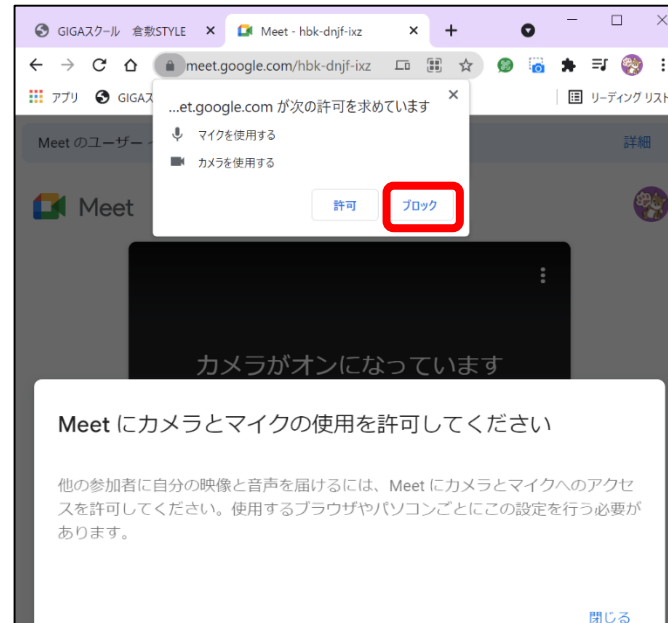 GIGAスクール 倉敷STYLE
Meet - hbk-dnjf-ixz
meet.google.com/hbk-dnjf-ixz
アプリ
GIGAス
リーディング リスト
Meet のユーザー
詳細
...et.google.com が次の許可を求めています
マイクを使用する
カメラを使用する
許可
ブロック
Meet
カメラがオンになっています
Meet にカメラとマイクの使用を許可してください
他の参加者に自分の映像と音声を届けるには、Meet にカメラとマイクへのアクセ
スを許可してください。使用するブラウザやパソコンごとにこの設定を行う必要が
あります。
閉じる